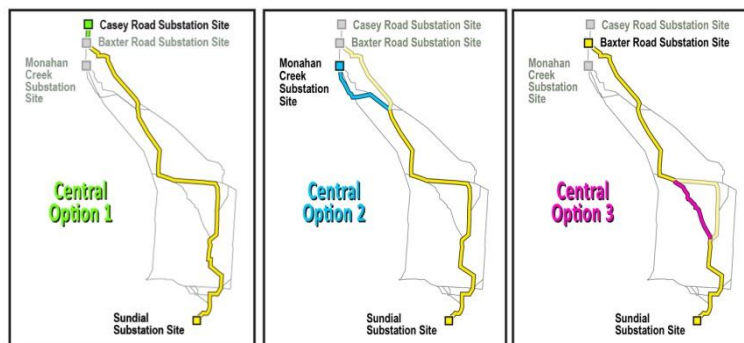 Casey Road Substation Site
Baxter Road Substation Site
Monahan
Creek
Substation
Site
Central
Option 1
Sundial
Substation Site
Casey Road Substation Site
Baxter Road Substation Site
Monahan
Creek
Substation
Site
Central
Option 2
Sundial
Substation Site
Casey Road Substation Site
Baxter Road Substation Site
Monahan
Creek
Substation
Site
Central
Option 3
Sundial
Substation Site